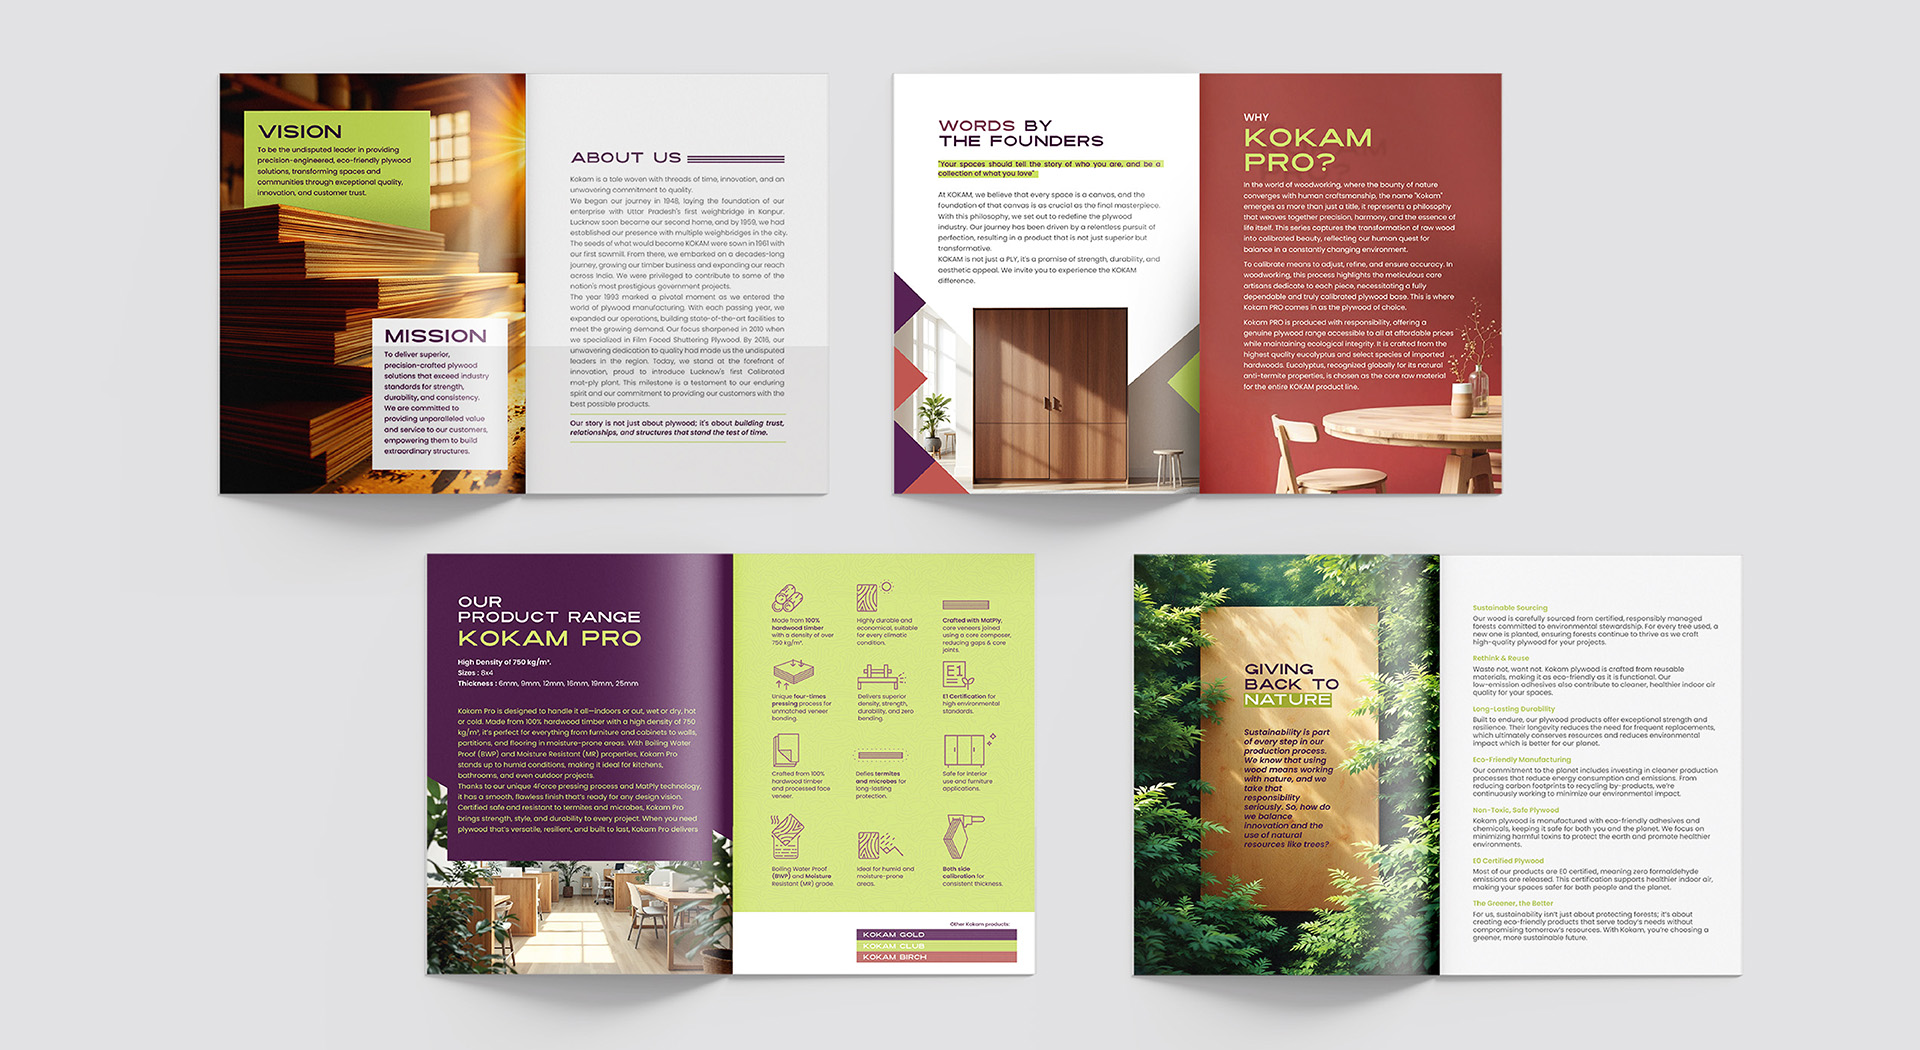 VISION
To be the undisputed leader in providing
precision-engineered, eco-friendly plywood
solutions, transforming spaces and
communities through exceptional quality,
innovation, and customer trust.
MISSION
To deliver superior,
precision-crafted plywood
solutions that exceed industry
standards for strength,
durability, and consistency.
We are committed to
providing unparalleled value
and service to our customers,
empowering them to build
extraordinary structures.
ABOUT US
Kokam is a tale woven with threads of time, innovation, and an
unwavering commitment to quality.
We began our journey in 1948, laying the foundation of our
enterprise with Uttar Pradesh's first weighbridge in Kanpur.
Lucknow soon became our second home, and by 1959, we had
established our presence with multiple weighbridges in the city.
The seeds of what would become KOKAM were sown in 1961 with
our first sawmill. From there, we embarked on a decades-long
journey, growing our timber business and expanding our reach
across India. We were privileged to contribute to some of the
nation's most prestigious government projects.
The year 1993 marked a pivotal moment as we entered the
world of plywood manufacturing. With each passing year, we
expanded our operations, building state-of-the-art facilities to
meet the growing demand. Our focus sharpened in 2010 when
we specialized in Film Faced Shuttering Plywood. By 2016, our
unwavering dedication to quality had made us the undisputed
leaders in the region. Today, we stand at the forefront of
innovation, proud to introduce Lucknow's first Calibrated
mat-ply plant. This milestone is a testament to our enduring
spirit and our commitment to providing our customers with the
best possible products.
Our story is not just about plywood; it's about building trust,
relationships, and structures that stand the test of time.
WORDS BY
THE FOUNDERS
"Your spaces should tell the story of who you are, and be a
collection of what you love"
At KOKAM, we believe that every space is a canvas, and the
foundation of that canvas is as crucial as the final masterpiece.
With this philosophy, we set out to redefine the plywood
industry. Our journey has been driven by a relentless pursuit of
perfection, resulting in a product that is not just superior but
transformative.
KOKAM is not just a PLY, it's a promise of strength, durability, and
aesthetic appeal. We invite you to experience the KOKAM
difference.
WHY
KOKAM
PRO?
In the world of woodworking, where the bounty of nature
converges with human craftsmanship, the name "Kokam"
emerges as more than just a title, it represents a philosophy
that weaves together precision, harmony, and the essence of
life itself. This series captures the transformation of raw wood
into calibrated beauty, reflecting our human quest for
balance in a constantly changing environment.
To calibrate means to adjust, refine, and ensure accuracy. In
woodworking, this process highlights the meticulous care
artisans dedicate to each piece, necessitating a fully
dependable and truly calibrated plywood base. This is where
Kokam PRO comes in as the plywood of choice.
Kokam PRO is produced with responsibility, offering a
genuine plywood range accessible to all at affordable prices
while maintaining ecological integrity. It is crafted from the
highest quality eucalyptus and select species of imported
hardwoods. Eucalyptus, recognized globally for its natural
anti-termite properties, is chosen as the core raw material
for the entire KOKAM product line.
OUR
PRODUCT RANGE
KOKAM PRO
High Density of 750 kg/m³.
Sizes : 8x4
Thickness : 6mm, 9mm, 12mm, 16mm, 19mm, 25mm
Kokam Pro is designed to handle it all—indoors or out, wet or dry, hot
or cold. Made from 100% hardwood timber with a high density of 750
kg/m³, it's perfect for everything from furniture and cabinets to walls,
partitions, and flooring in moisture-prone areas. With Boiling Water
Proof (BWP) and Moisture Resistant (MR) properties, Kokam Pro
stands up to humid conditions, making it ideal for kitchens,
bathrooms, and even outdoor projects.
Thanks to our unique 4Force pressing process and MatPly technology,
it has a smooth, flawless finish that's ready for any design vision.
Certified safe and resistant to termites and microbes, Kokam Pro
brings strength, style, and durability to every project. When you need
plywood that's versatile, resilient, and built to last, Kokam Pro delivers
Made from 100%
hardwood timber
with a density of over
750 kg/m³.
Highly durable and
economical, suitable
for every climatic
condition.
Crafted with MatPly,
core veneers joined
using a core composer,
reducing gaps & core
joints.
Unique four-times
pressing process for
unmatched veneer
bonding.
Delivers superior
density, strength,
durability, and zero
bending.
E1
E1 Certification for
high environmental
standards.
Crafted from 100%
hardwood timber
and processed face
veneer.
Defies termites
and microbes for
long-lasting
protection.
Safe for interior
use and furniture
applications.
Boiling Water Proof
(BWP) and Moisture
Resistant (MR) grade.
Ideal for humid and
moisture-prone
areas.
Both side
calibration for
consistent thickness.
Other Kokam products:
KOKAM GOLD
KOKAM CLUB
KOKAM BIRCH
GIVING
BACK TO
NATURE
Sustainability is part
of every step in our
production process.
We know that using
wood means working
with nature, and we
take that
responsibility
seriously. So, how do
we balance
innovation and the
use of natural
resources like trees?
Sustainable Sourcing
Our wood is carefully sourced from certified, responsibly managed
forests committed to environmental stewardship. For every tree used, a
new one is planted, ensuring forests continue to thrive as we craft
high-quality plywood for your projects.
Rethink & Reuse
Waste not, want not. Kokam plywood is crafted from reusable
materials, making it as eco-friendly as it is functional. Our
low-emission adhesives also contribute to cleaner, healthier indoor air
quality for your spaces.
Long-Lasting Durability
Built to endure, our plywood products offer exceptional strength and
resilience. Their longevity reduces the need for frequent replacements,
which ultimately conserves resources and reduces environmental
impact which is better for our planet.
Eco-Friendly Manufacturing
Our commitment to the planet includes investing in cleaner production
processes that reduce energy consumption and emissions. From
reducing carbon footprints to recycling by-products, we're
continuously working to minimize our environmental impact.
Non-Toxic, Safe Plywood
Kokam plywood is manufactured with eco-friendly adhesives and
chemicals, keeping it safe for both you and the planet. We focus on
minimizing harmful toxins to protect the earth and promote healthier
environments.
E0 Certified Plywood
Most of our products are E0 certified, meaning zero formaldehyde
emissions are released. This certification supports healthier indoor air,
making your spaces safer for both people and the planet.
The Greener, the Better
For us, sustainability isn't just about protecting forests; it's about
creating eco-friendly products that serve today's needs without
compromising tomorrow's resources. With Kokam, you're choosing a
greener, more sustainable future.